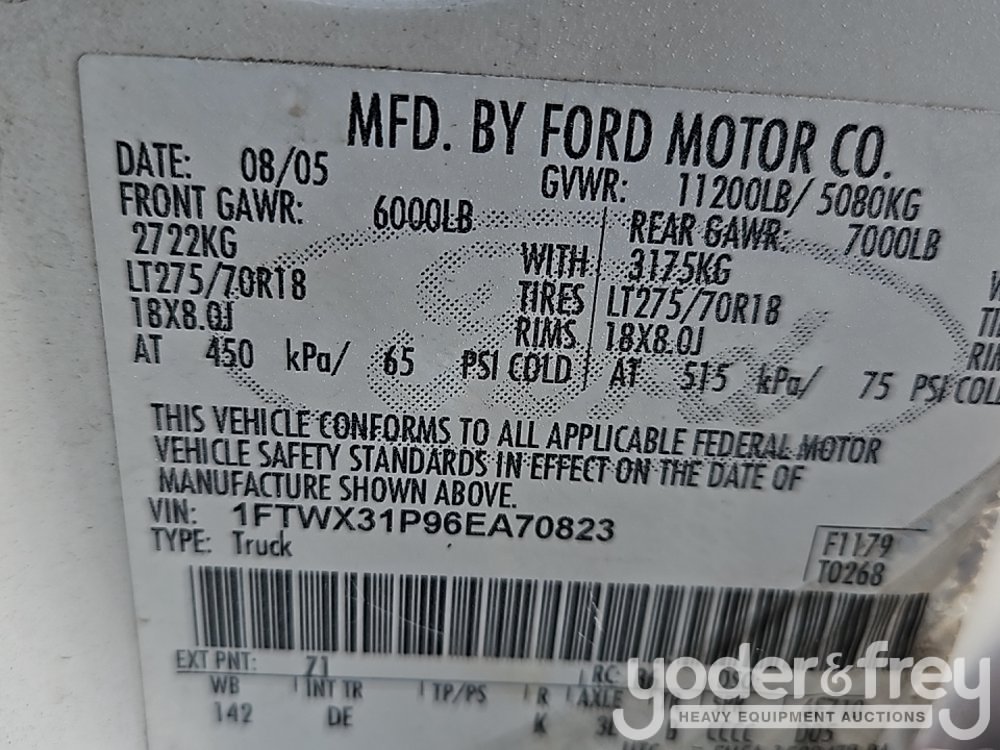 MFD. BY FORD MOTOR CO.
DATE: 08/05 GVWR: 11200LB/ 5080KG
FRONT GAWR: 6000LB REAR GAWR: 7000LB
2722KG WITH 3175KG
LT275/70R18 TIRES LT275/70R18
18X8.0J RIMS 18X8.0J
AT 450 kPa/ 65 PSI COLD AT 515 kPa/ 75 PSI COLD
THIS VEHICLE CONFORMS TO ALL APPLICABLE FEDERAL MOTOR
VEHICLE SAFETY STANDARDS IN EFFECT ON THE DATE OF
MANUFACTURE SHOWN ABOVE.
VIN: 1FTWX31P96EA70823
TYPE: Truck
F1179
T0268
EXT PNT: Z1 RC:
WB INT TR TP/PS R AXLE
142 DE K
yoder&frey
HEAVY EQUIPMENT AUCTIONS